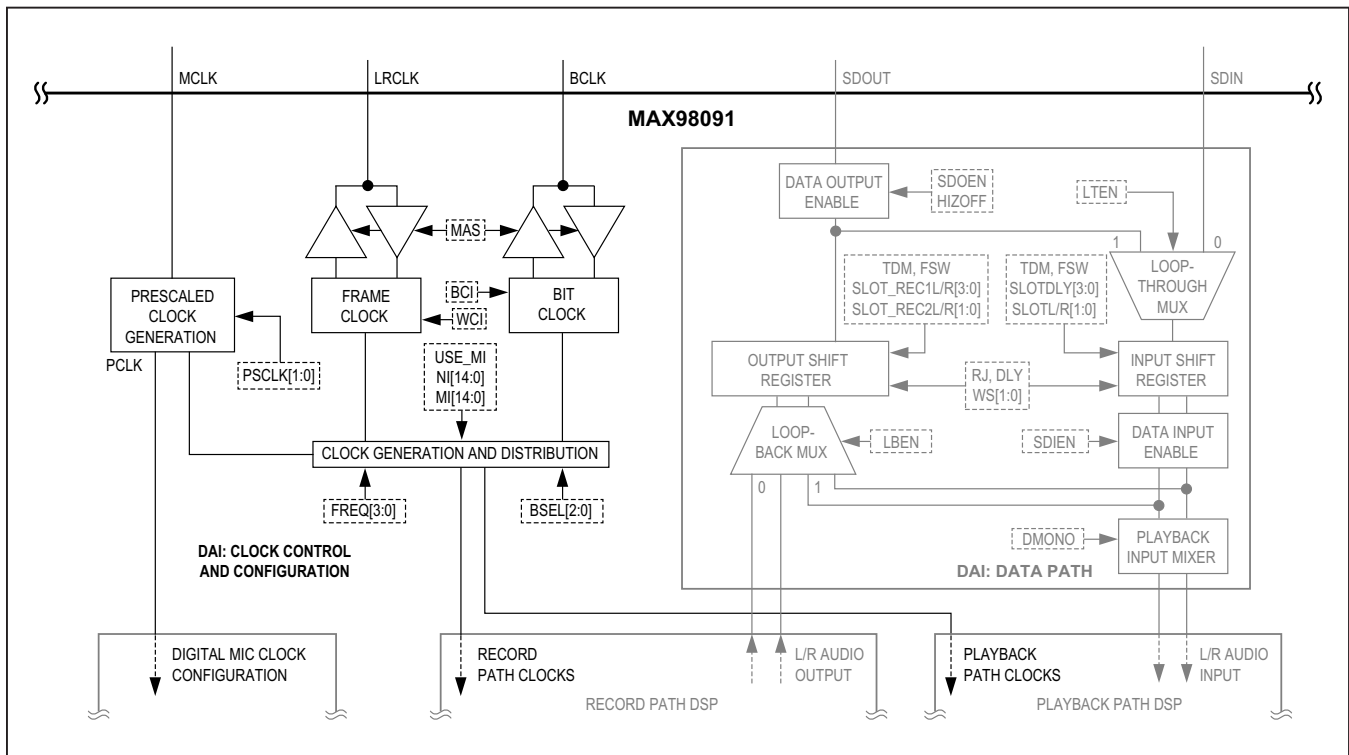 MCLK
LRCLK
BCLK
SDOUT
SDIN
MAX98091
DATA OUTPUT
ENABLE
SDOEN
HIZOFF
LTEN
MAS
1
0
LOOP-
THROUGH
MUX
PRESCALED
CLOCK
GENERATION
FRAME
CLOCK
BCI
WCI
BIT
CLOCK
TDM, FSW
SLOT_REC1L/R[3:0]
SLOT_REC2L/R[1:0]
TDM, FSW
SLOTDLY[3:0]
SLOTL/R[1:0]
PCLK
PSCLK[1:0]
USE_MI
NI[14:0]
MI[14:0]
OUTPUT SHIFT
REGISTER
RJ, DLY
WS[1:0]
INPUT SHIFT
REGISTER
CLOCK GENERATION AND DISTRIBUTION
LOOP-
BACK MUX
LBEN
SDIEN
DATA INPUT
ENABLE
0
1
FREQ[3:0]
BSEL[2:0]
DMONO
PLAYBACK
INPUT MIXER
DAI: CLOCK CONTROL
AND CONFIGURATION
DAI: DATA PATH
DIGITAL MIC CLOCK
CONFIGURATION
RECORD
PATH CLOCKS
L/R AUDIO
OUTPUT
RECORD PATH DSP
PLAYBACK
PATH CLOCKS
L/R AUDIO
INPUT
PLAYBACK PATH DSP